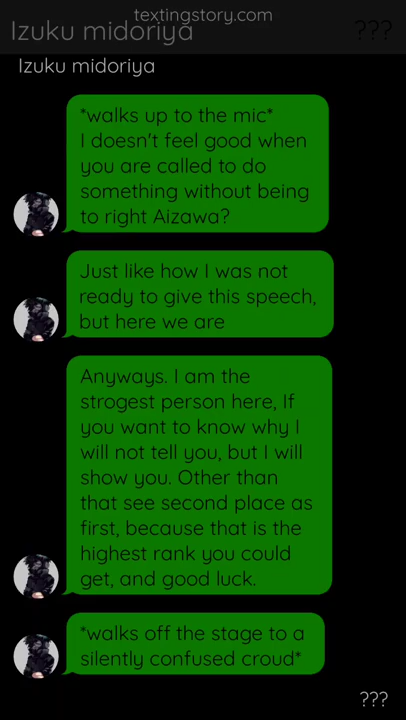 textingstory.com
Izuku midoriya
???
Izuku midoriya
*walks up to the mic*
I doesn't feel good when
you are called to do
something without being
to right Aizawa?
Just like how I was not
ready to give this speech,
but here we are
Anyways. I am the
strogest person here, If
you want to know why I
will not tell you, but I will
show you. Other than
that see second place as
first, because that is the
highest rank you could
get, and good luck.
*walks off the stage to a
silently confused croud*
???